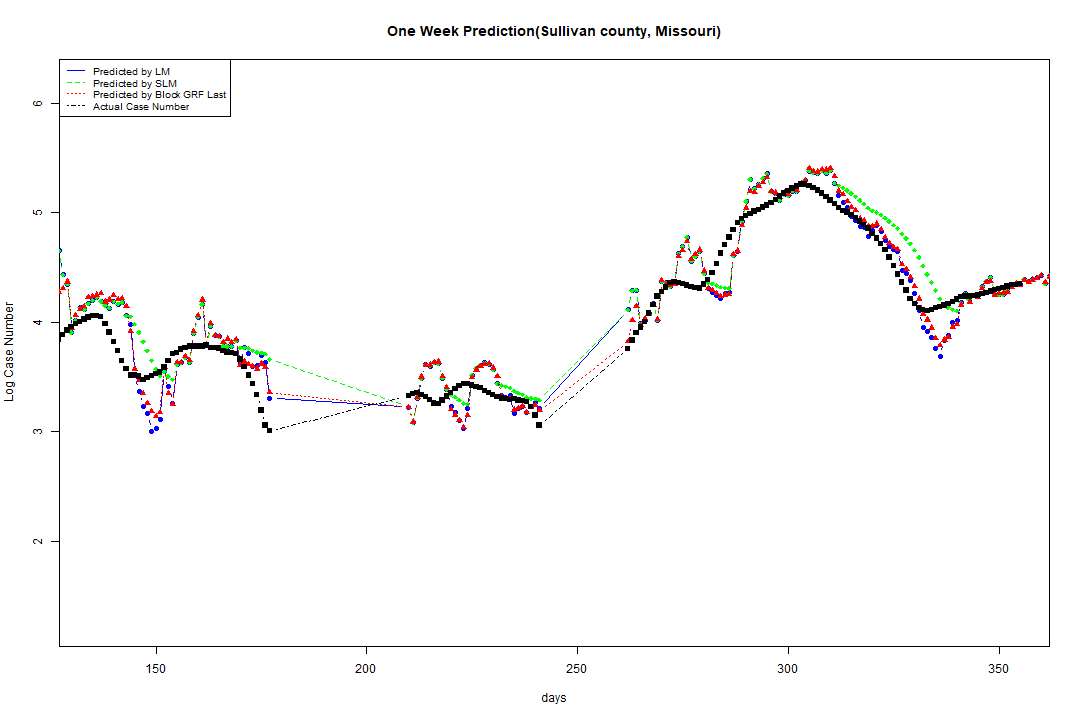 One Week Prediction(Sullivan county, Missouri)
Predicted by LM
Predicted by SLM
Predicted by Block GRF Last
Actual Case Number
Log Case Number
6
5
4
3
2
150 200 250 300 350
days